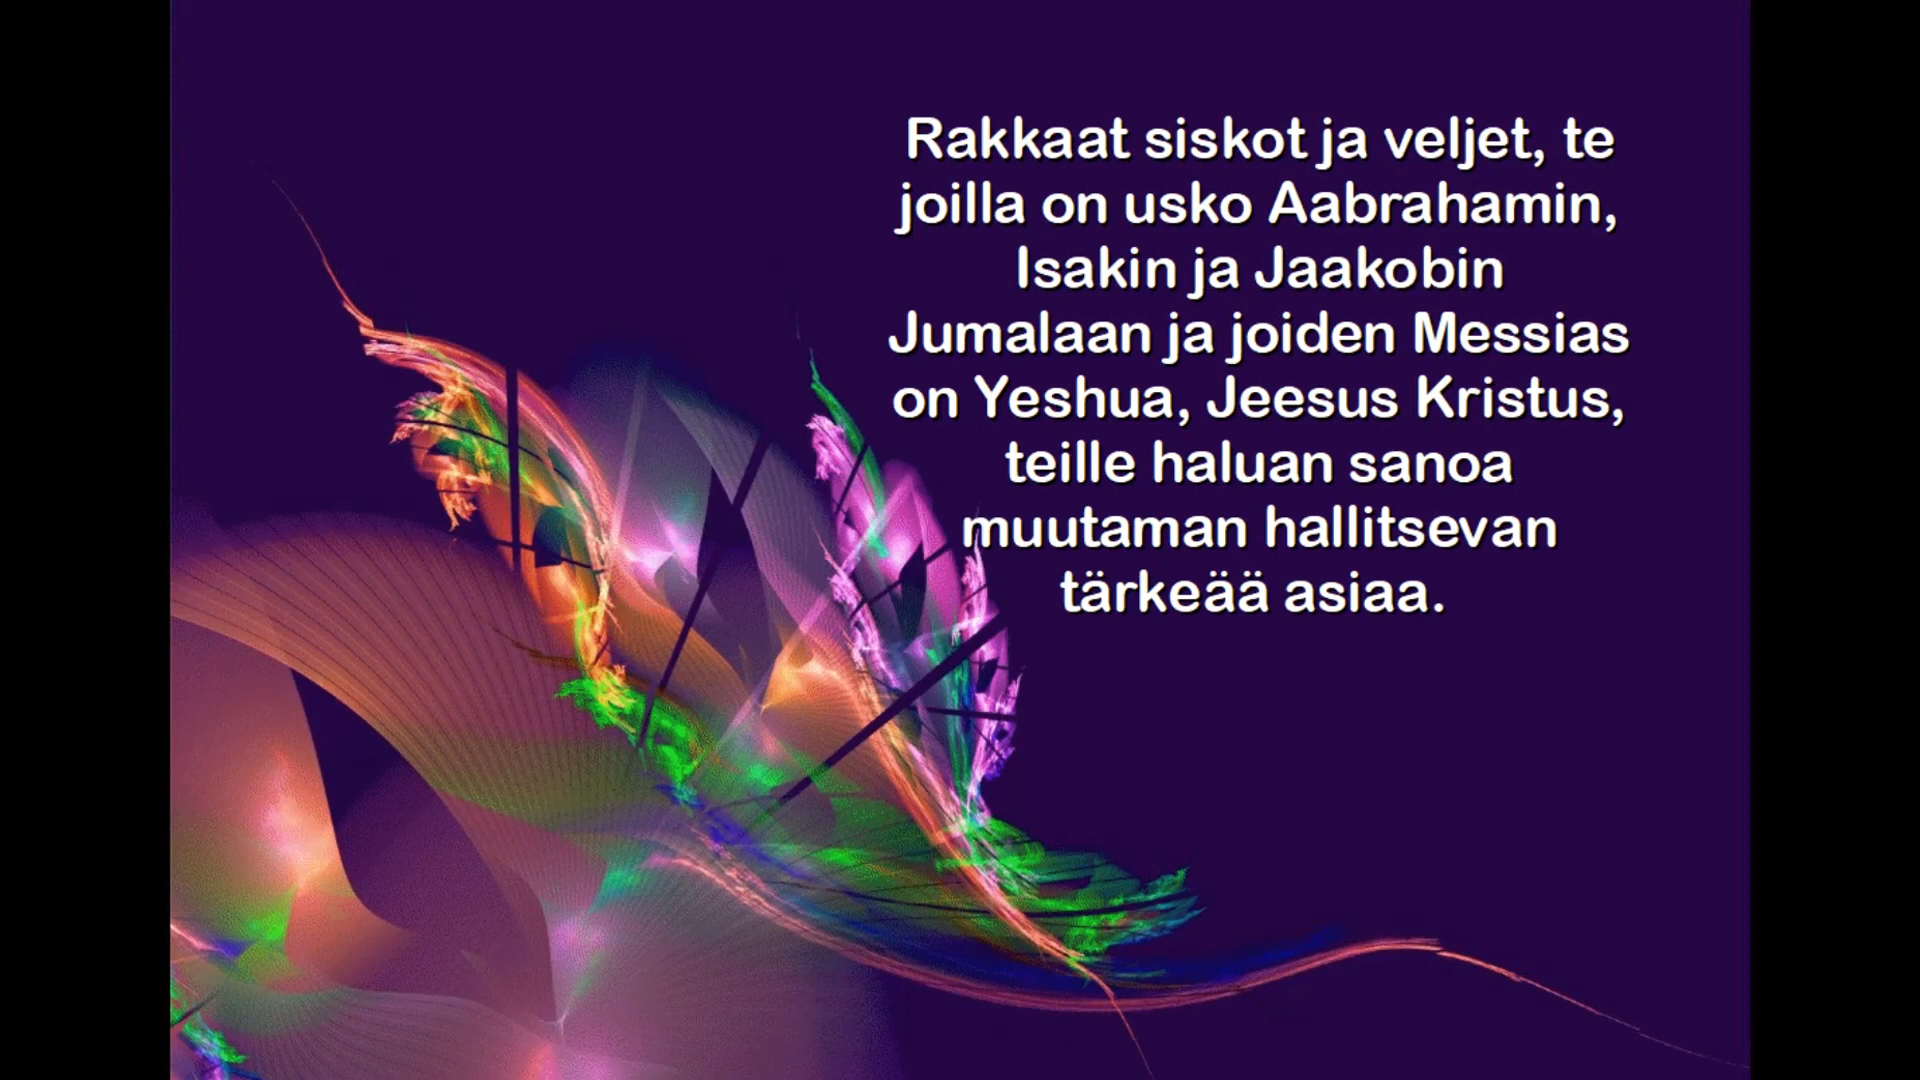 Rakkaat siskot ja veljet, te
joilla on usko Aabrahamin,
Isakin ja Jaakobin
Jumalaan ja joiden Messias
on Yeshua, Jeesus Kristus,
teille haluan sanoa
muutaman hallitsevan
tärkeää asiaa.